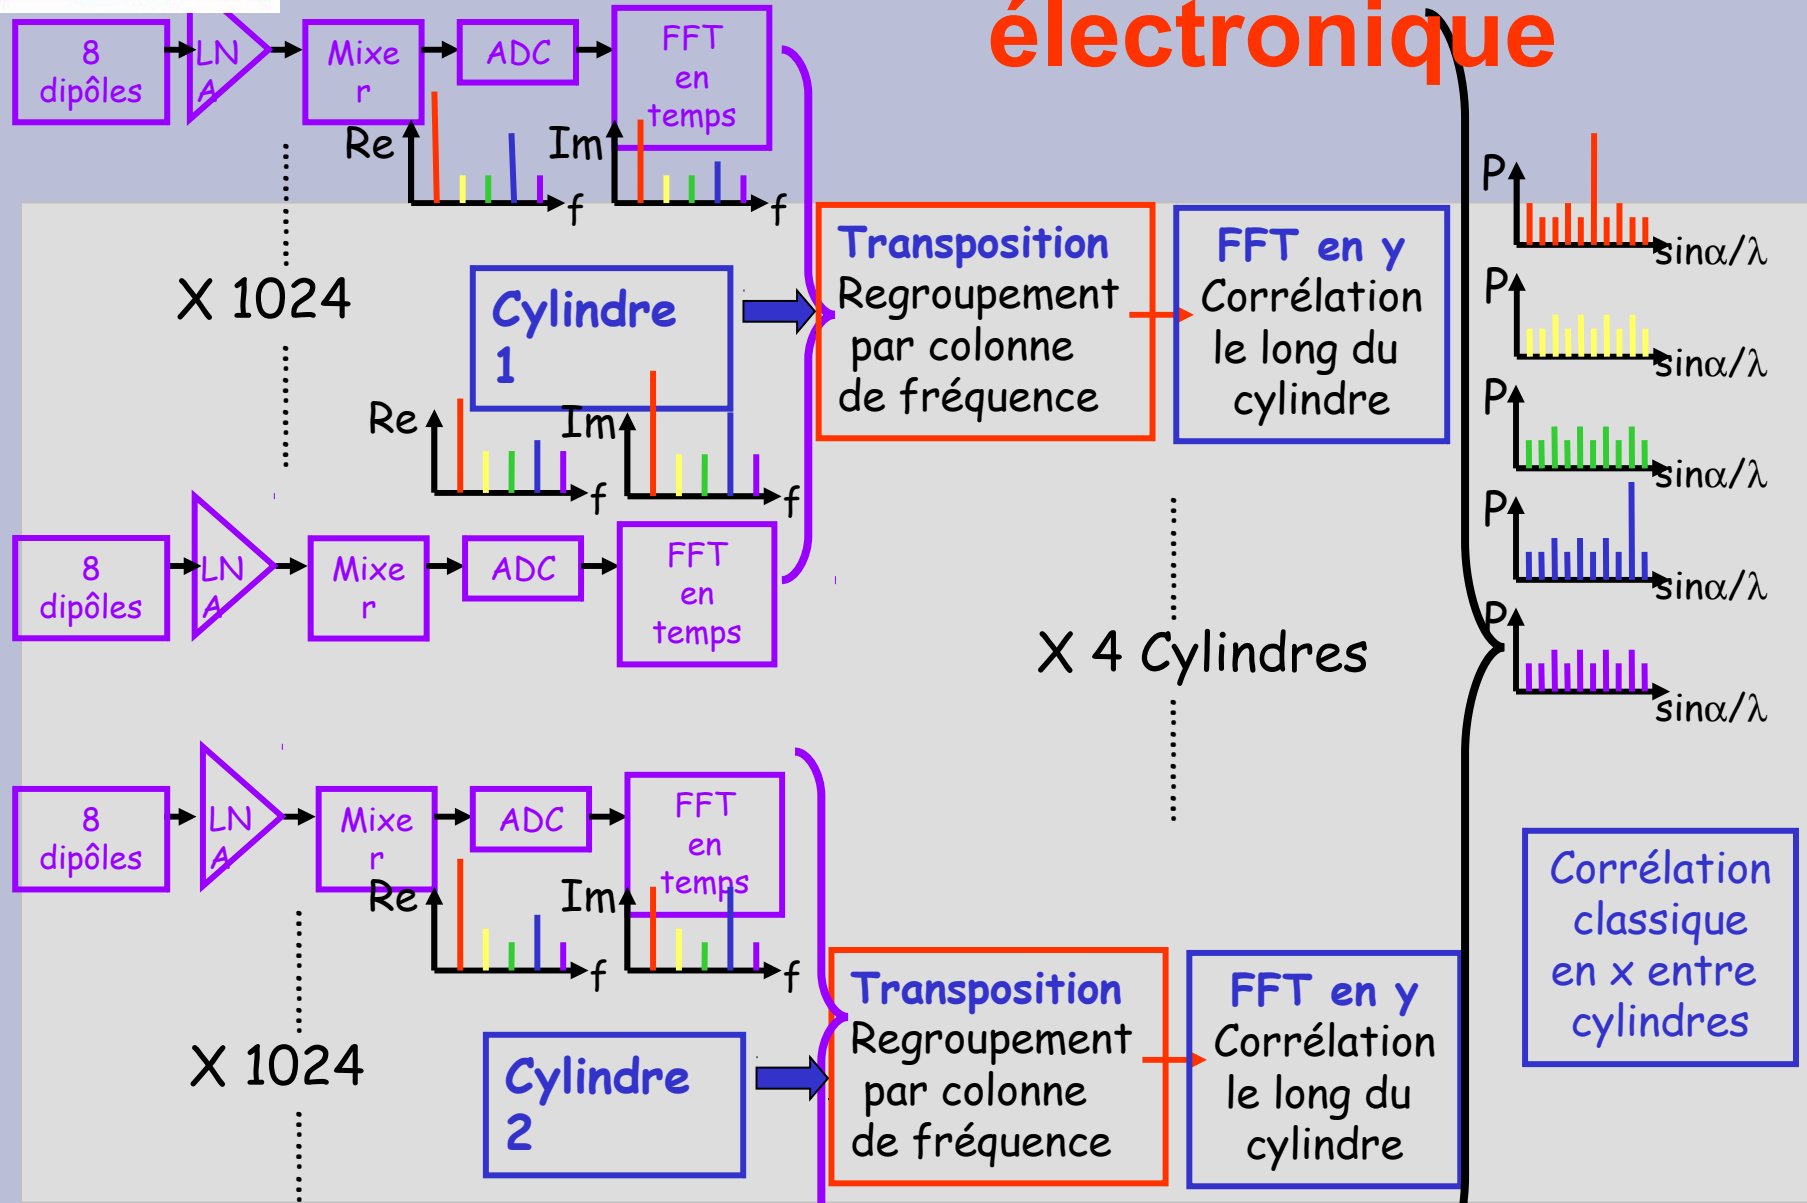 électronique
8
dipôles
LN
A
Mixe
r
ADC
FFT
en
temps
Re
f
Im
f
X 1024
Cylindre
1
Transposition
Regroupement
par colonne
de fréquence
FFT en y
Corrélation
le long du
cylindre
Re
f
Im
f
8
dipôles
LN
A
Mixe
r
ADC
FFT
en
temps
X 4 Cylindres
P
sinα/λ
P
sinα/λ
P
sinα/λ
P
sinα/λ
P
sinα/λ
8
dipôles
LN
A
Mixe
r
ADC
FFT
en
temps
Re
f
Im
f
X 1024
Cylindre
2
Transposition
Regroupement
par colonne
de fréquence
FFT en y
Corrélation
le long du
cylindre
Corrélation
classique
en x entre
cylindres